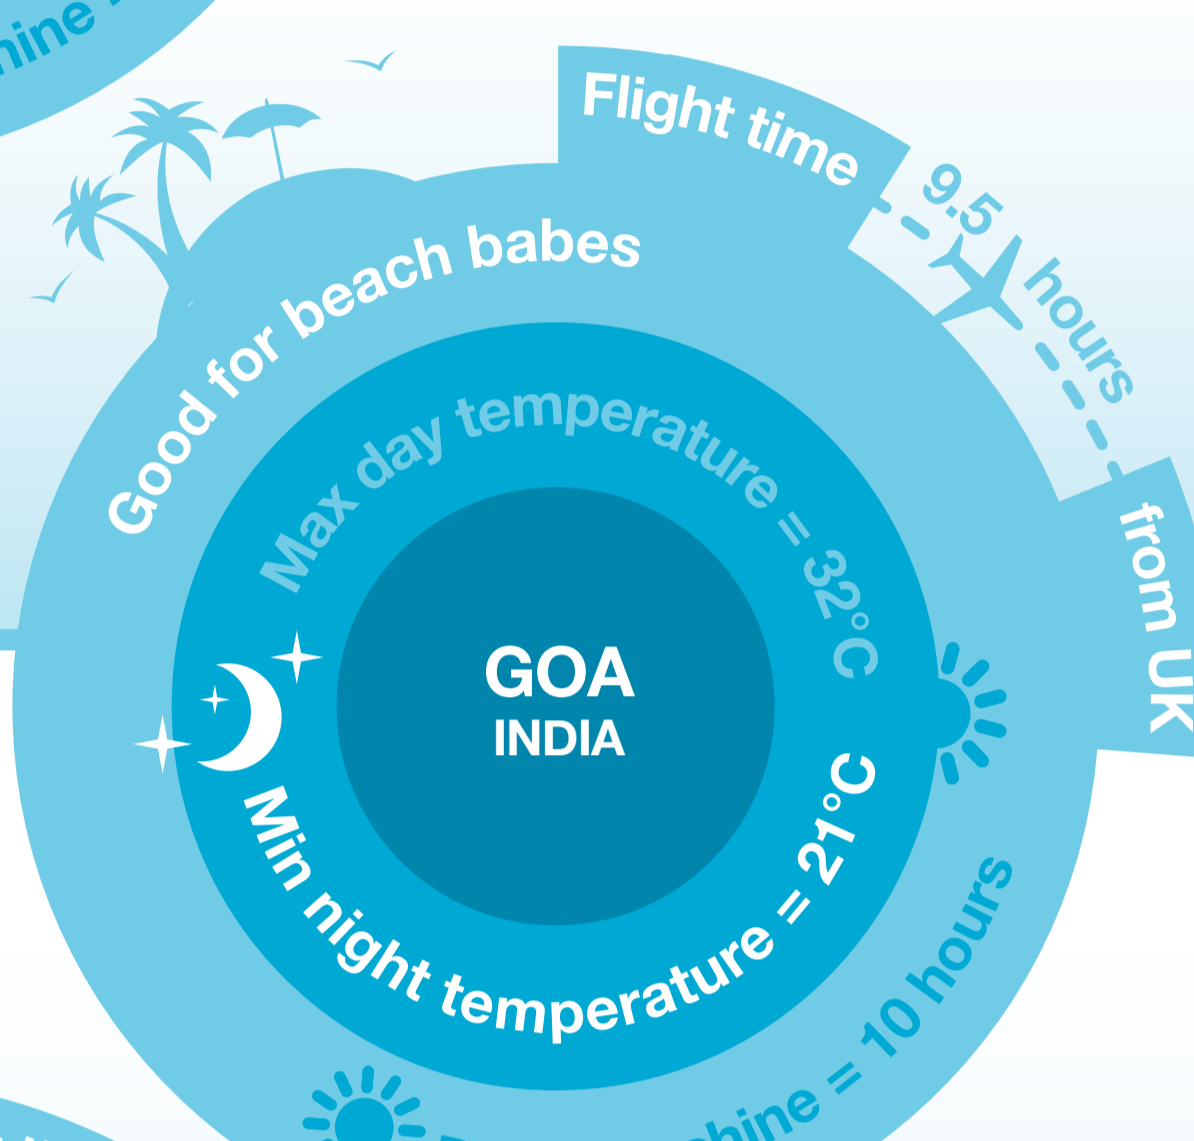 Flight time
9.5 hours
from UK
Good for beach babes
Max day temperature = 32°C
GOA
INDIA
Min night temperature = 21°C
= 10 hours